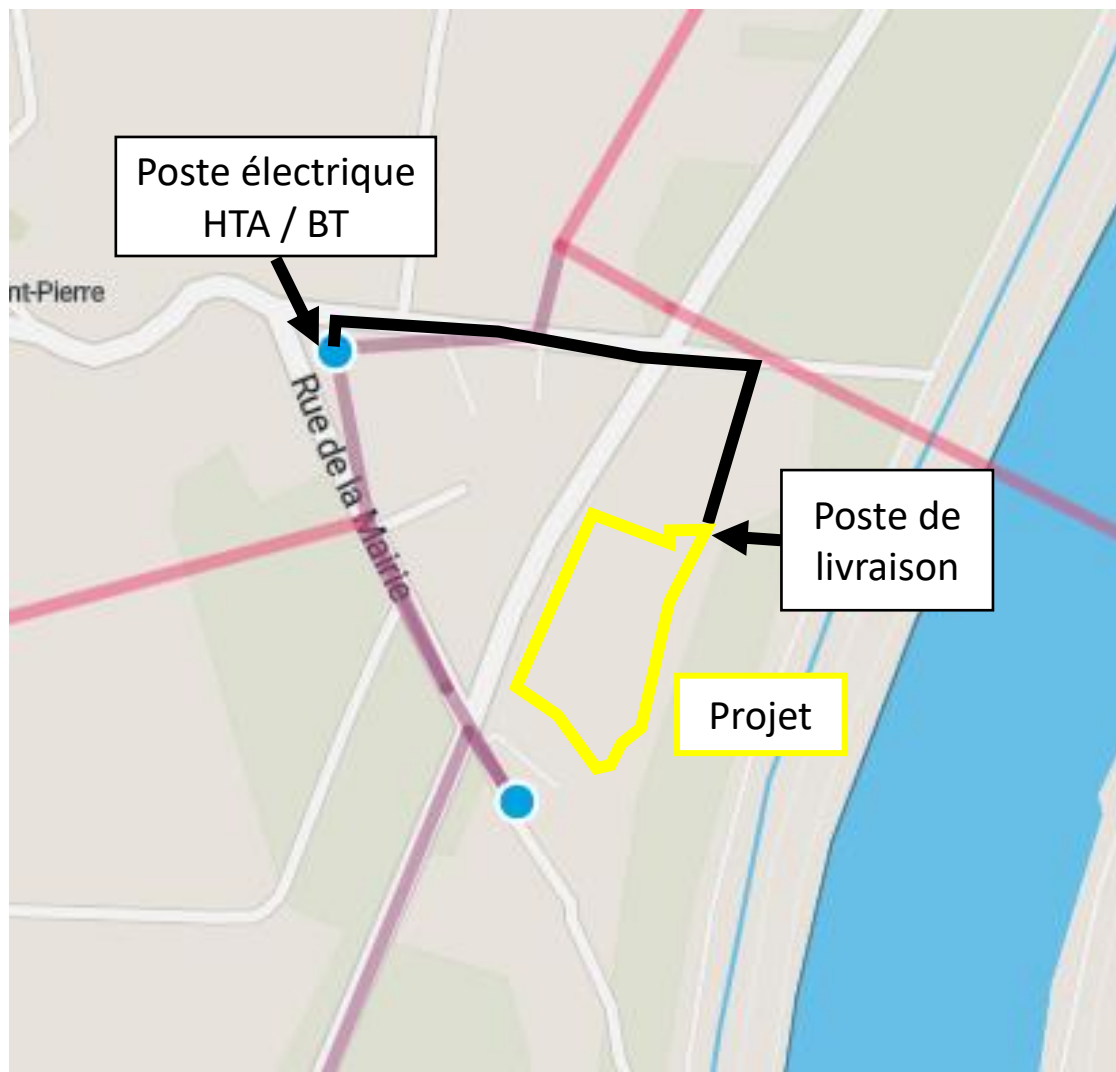 Poste électrique
HTA / BT
nt-Pierre
Rue de la Mairie
Poste de
livraison
Projet